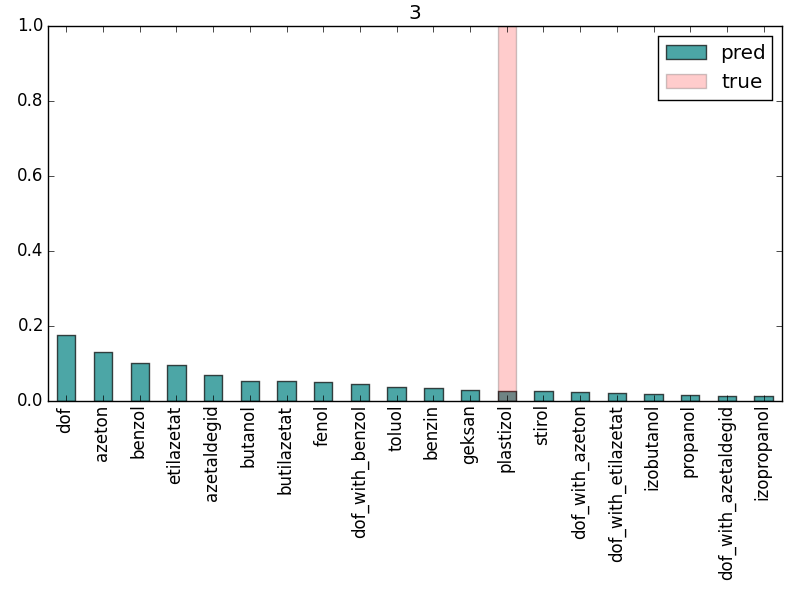 3
1.0
0.8
0.6
0.4
0.2
0.0
pred
true
dof
azeton
benzol
etilazetat
azetaldegid
butanol
butilazetat
fenol
dof_with_benzol
toluol
benzin
geksan
plastizol
stirol
dof_with_azeton
dof_with_etilazetat
izobutanol
propanol
dof_with_azetaldegid
izopropanol